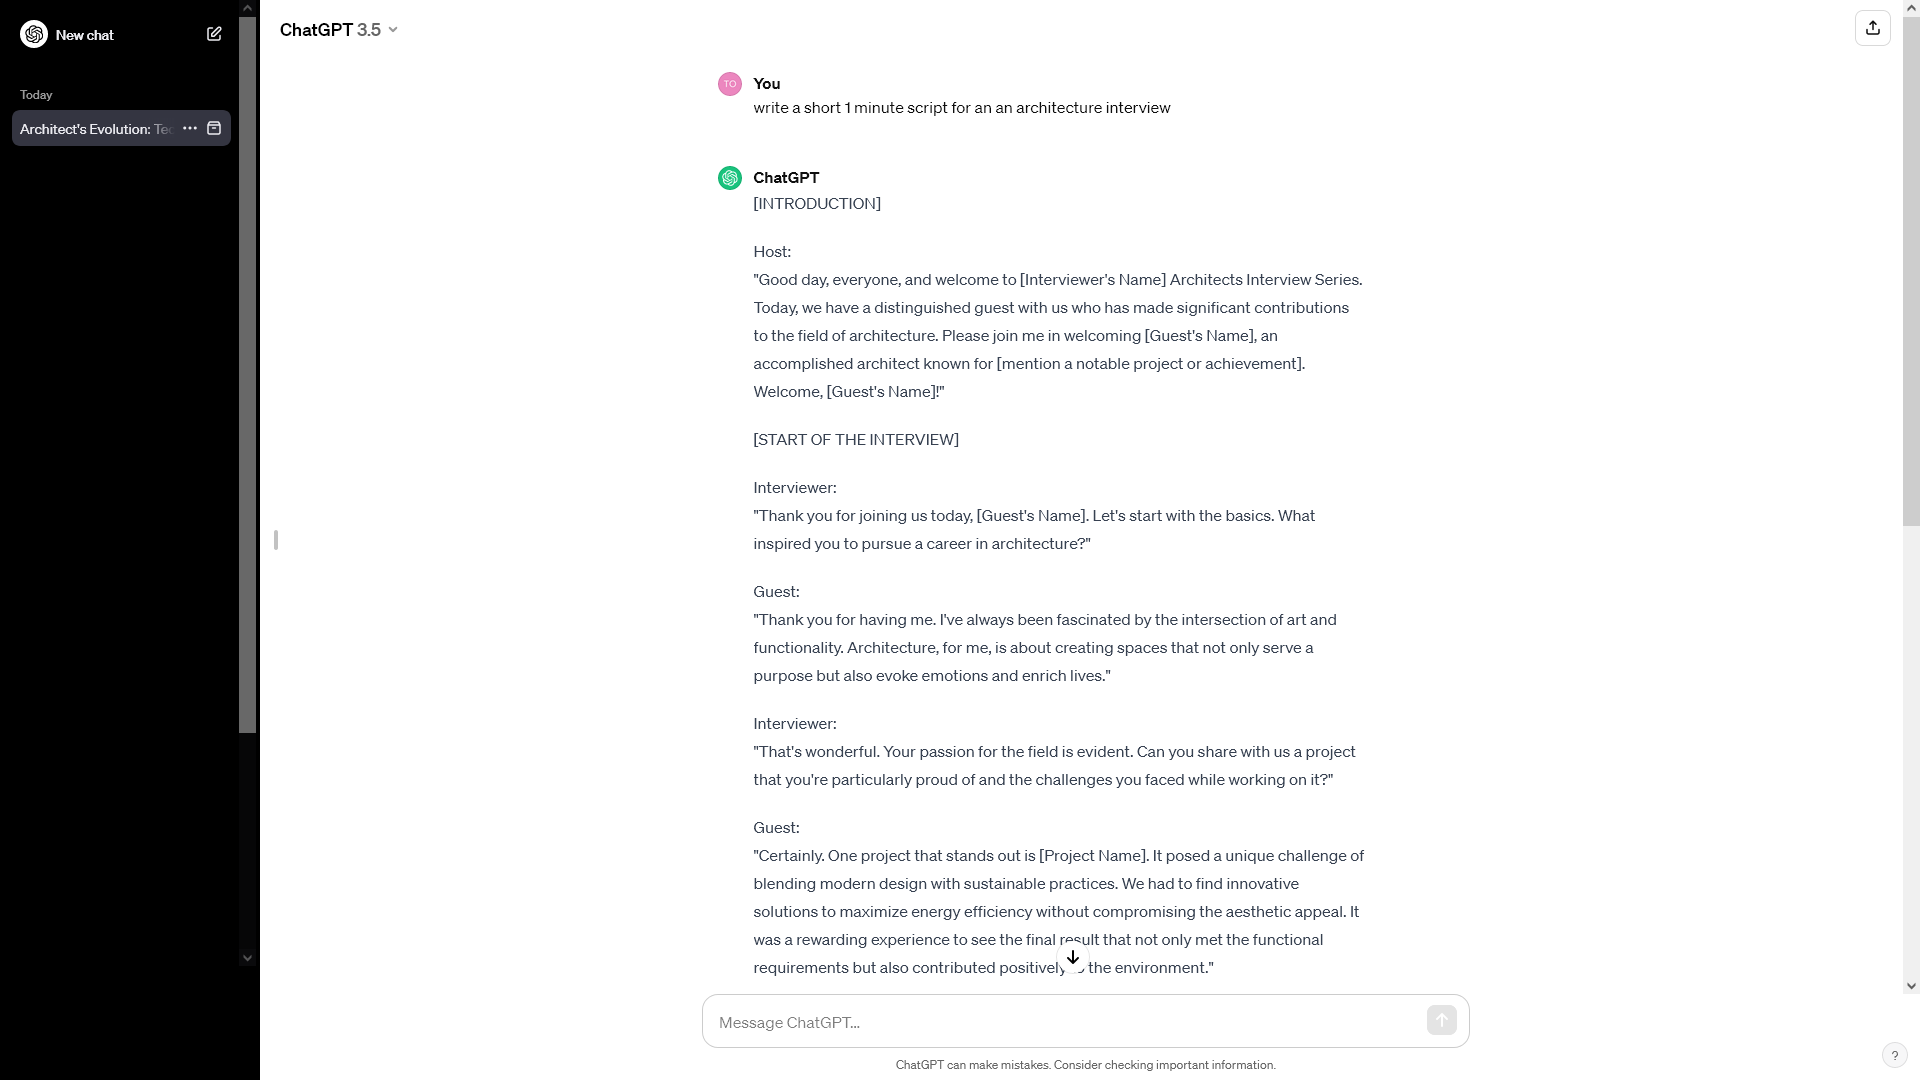 New chat
Today
Architect's Evolution: Tec
ChatGPT 3.5
TO
You
write a short 1 minute script for an an architecture interview
ChatGPT
[INTRODUCTION]
Host:
"Good day, everyone, and welcome to [Interviewer's Name] Architects Interview Series.
Today, we have a distinguished guest with us who has made significant contributions
to the field of architecture. Please join me in welcoming [Guest's Name], an
accomplished architect known for [mention a notable project or achievement].
Welcome, [Guest's Name]!"
[START OF THE INTERVIEW]
Interviewer:
"Thank you for joining us today, [Guest's Name]. Let's start with the basics. What
inspired you to pursue a career in architecture?"
Guest:
"Thank you for having me. I've always been fascinated by the intersection of art and
functionality. Architecture, for me, is about creating spaces that not only serve a
purpose but also evoke emotions and enrich lives."
Interviewer:
"That's wonderful. Your passion for the field is evident. Can you share with us a project
that you're particularly proud of and the challenges you faced while working on it?"
Guest:
"Certainly. One project that stands out is [Project Name]. It posed a unique challenge of
blending modern design with sustainable practices. We had to find innovative
solutions to maximize energy efficiency without compromising the aesthetic appeal. It
was a rewarding experience to see the final result that not only met the functional
requirements but also contributed positively the environment."
Message ChatGPT...
ChatGPT can make mistakes. Consider checking important information.
?